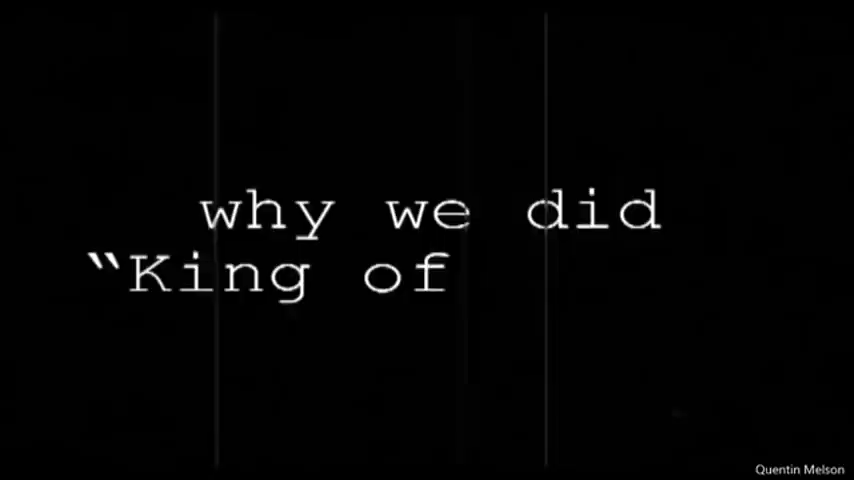 why we did
“King of
Quentin Melson